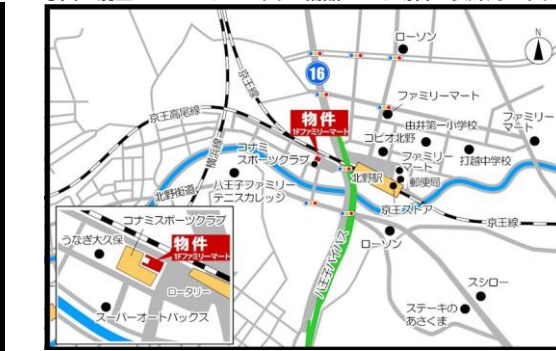 ローソン
N
16
ファミリーマート
京王線
京王高尾線
物件
1Fファミリーマート
由井第一小学校
ファミリー
マート
横浜線
コナミ
スポーツクラブ
コピオ北野
打越中学校
ファミリー
マート
北野駅
郵便局
北野街道
八王子ファミリー
テニスカレッジ
京王ストア
京王線
コナミスポーツクラブ
うなぎ大久保
物件
1Fファミリーマート
ロータリー
スーパーオートバックス
八王子バイパス
ローソン
スシロー
ステーキの
あさくま